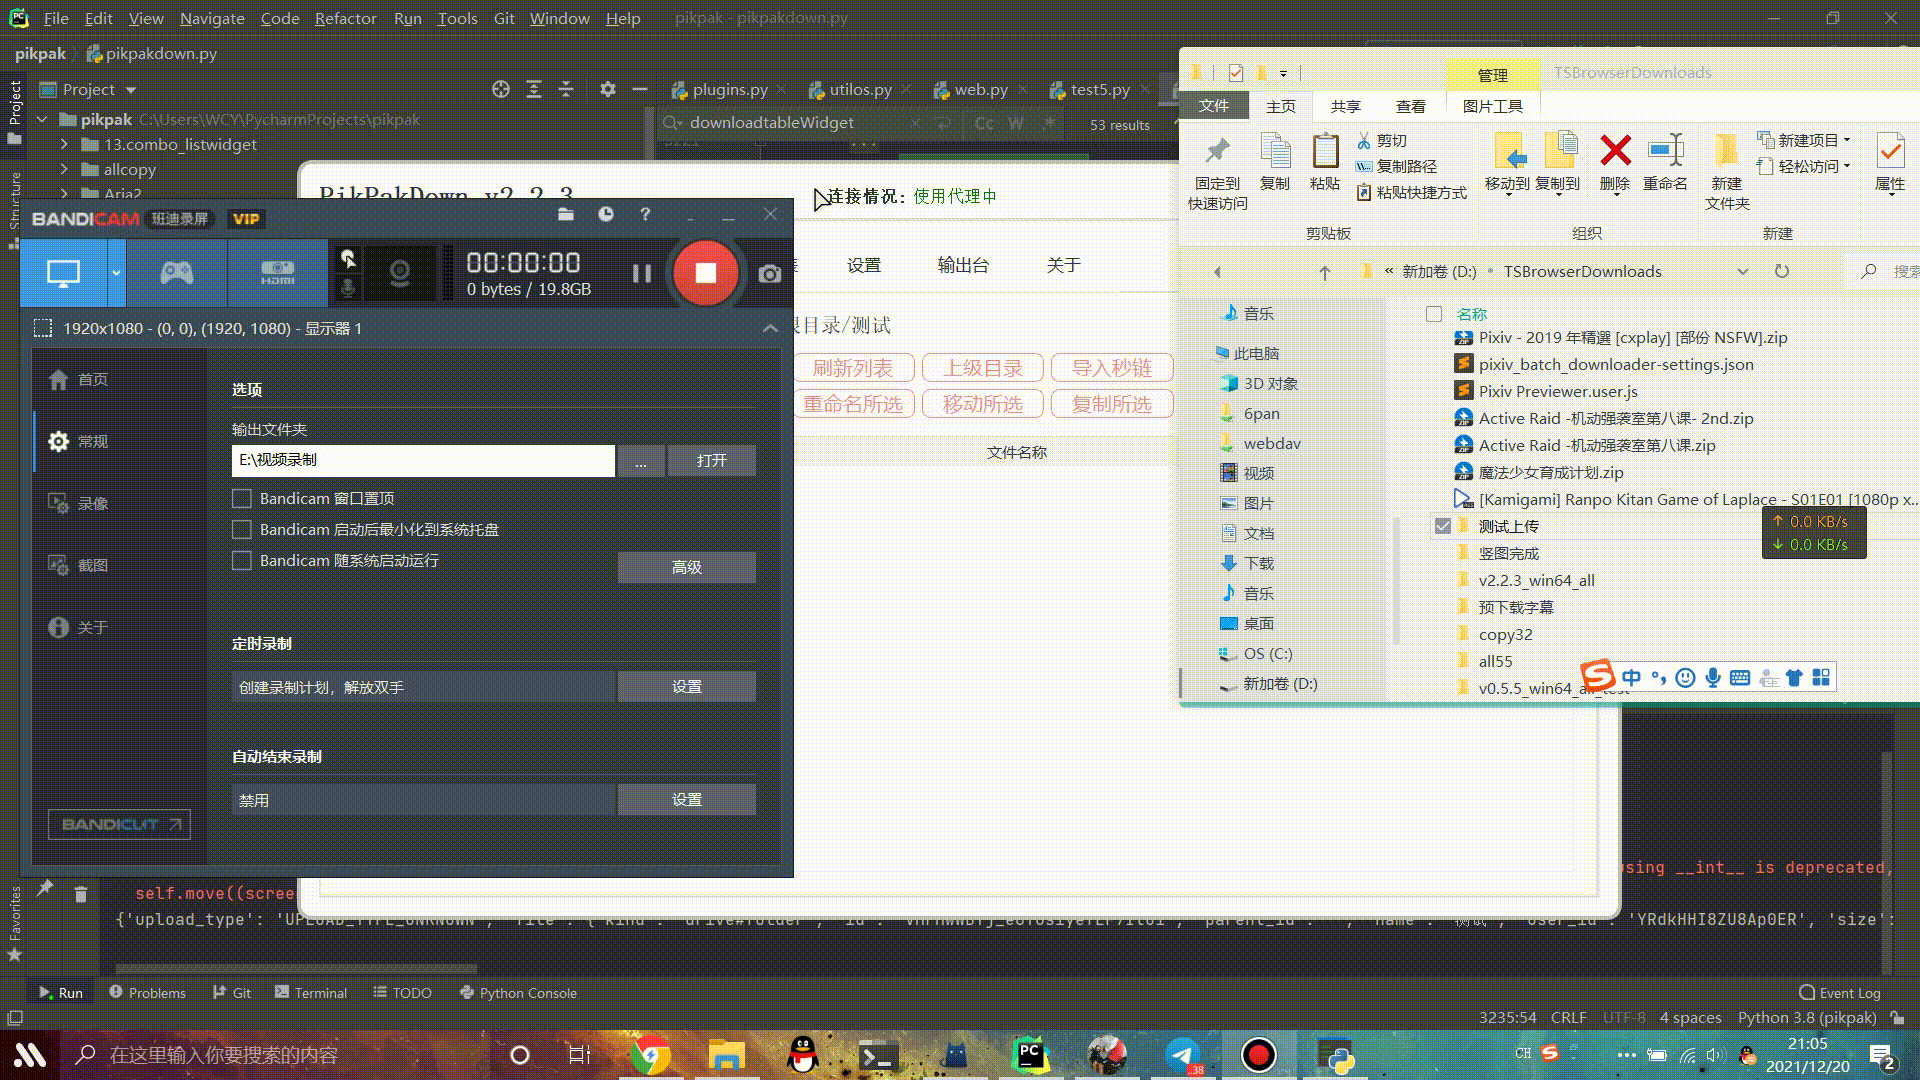 File Edit View Navigate Code Refactor Run Tools Git Window Help pikpak - pikpakdown.py
pikpak pikpakdown.py
Project
plugins.py utilos.py web.py test5.py
pikpak C:\Users\WCY\PycharmProjects\pikpak
downloadtableWidget Cc W .* 53 results
13.combo_listwidget
allcopy
Aria2
Project
Structure
Favorites
PikPakDown v2.2.3
连接情况：使用代理中
设置 输出台 关于
根目录/测试
刷新列表 上级目录 导入秒链
重命名所选 移动所选 复制所选
文件名称
BANDICAM 班迪录屏 VIP
HDMI
00:00:00
0 bytes / 19.8GB
1920x1080 - (0, 0), (1920, 1080) - 显示器 1
首页
常规
录像
截图
关于
BANDICUT
选项
输出文件夹
E:\视频录制
...
打开
Bandicam 窗口置顶
Bandicam 启动后最小化到系统托盘
Bandicam 随系统启动运行
高级
定时录制
创建录制计划，解放双手
设置
自动结束录制
禁用
设置
管理 TSBrowserDownloads
文件 主页 共享 查看 图片工具
固定到
快速访问
复制
粘贴
剪切
复制路径
粘贴快捷方式
移动到
复制到
删除
重命名
新建
文件夹
新建项目
轻松访问
属性
剪贴板 组织 新建
« 新加卷 (D:) TSBrowserDownloads
音乐
此电脑
3D 对象
6pan
webdav
视频
图片
文档
下载
音乐
桌面
OS (C:)
新加卷 (D:)
名称
Pixiv - 2019 年精選 [cxplay] [部份 NSFW].zip
pixiv_batch_downloader-settings.json
Pixiv Previewer.user.js
Active Raid -机动强袭室第八课- 2nd.zip
Active Raid -机动强袭室第八课.zip
魔法少女育成计划.zip
[Kamigami] Ranpo Kitan Game of Laplace - S01E01 [1080p x...
测试上传
竖图完成
v2.2.3_win64_all
预下载字幕
copy32
all55
v0.5.5_win64_all_test
↑ 0.0 KB/s
↓ 0.0 KB/s
中
using __int__ is deprecated,
self.move((scree
{'upload_type': 'UPLOAD_TYPE_UNKNOWN'
'YRdkHHI8ZU8Ap0ER', 'size':
Run Problems Git Terminal TODO Python Console Event Log
3235:54 CRLF UTF-8 4 spaces Python 3.8 (pikpak)
在这里输入你要搜索的内容
CH
21:05
2021/12/20
2